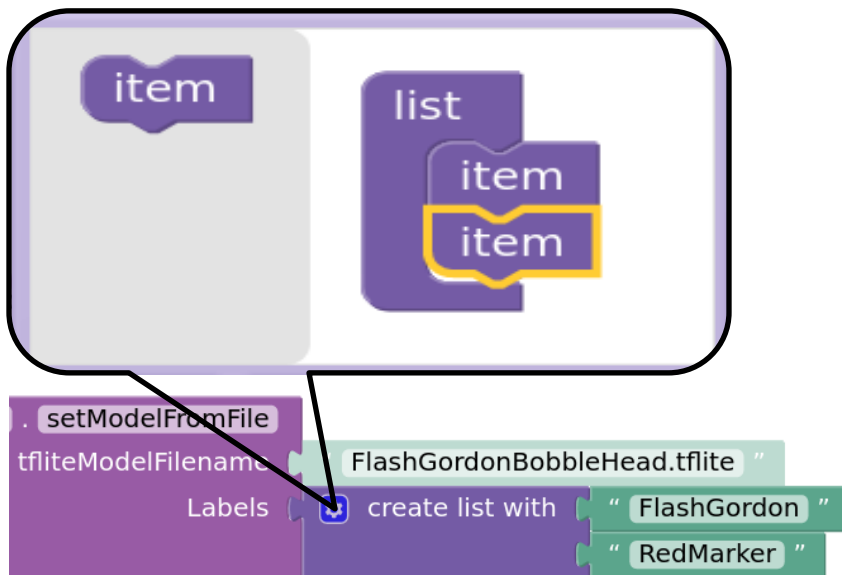 item
list
item
item
. setModelFromFile
tfliteModelFilename “ FlashGordonBobbleHead.tflite ”
Labels create list with “ FlashGordon ”
“ RedMarker ”